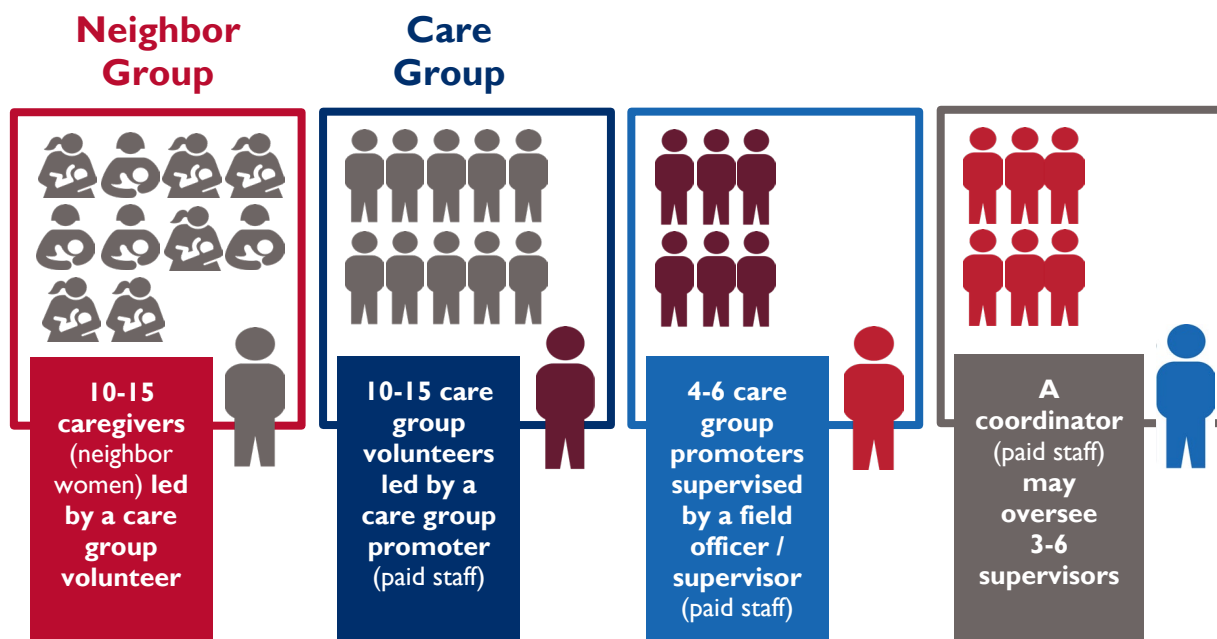 Neighbor
Group
Care
Group
10-15
caregivers
(neighbor
women) led
by a care
group
volunteer
10-15 care
group
volunteers
led by a
care group
promoter
(paid staff)
4-6 care
group
promoters
supervised
by a field
officer /
supervisor
(paid staff)
A
coordinator
(paid staff)
may
oversee
3-6
supervisors